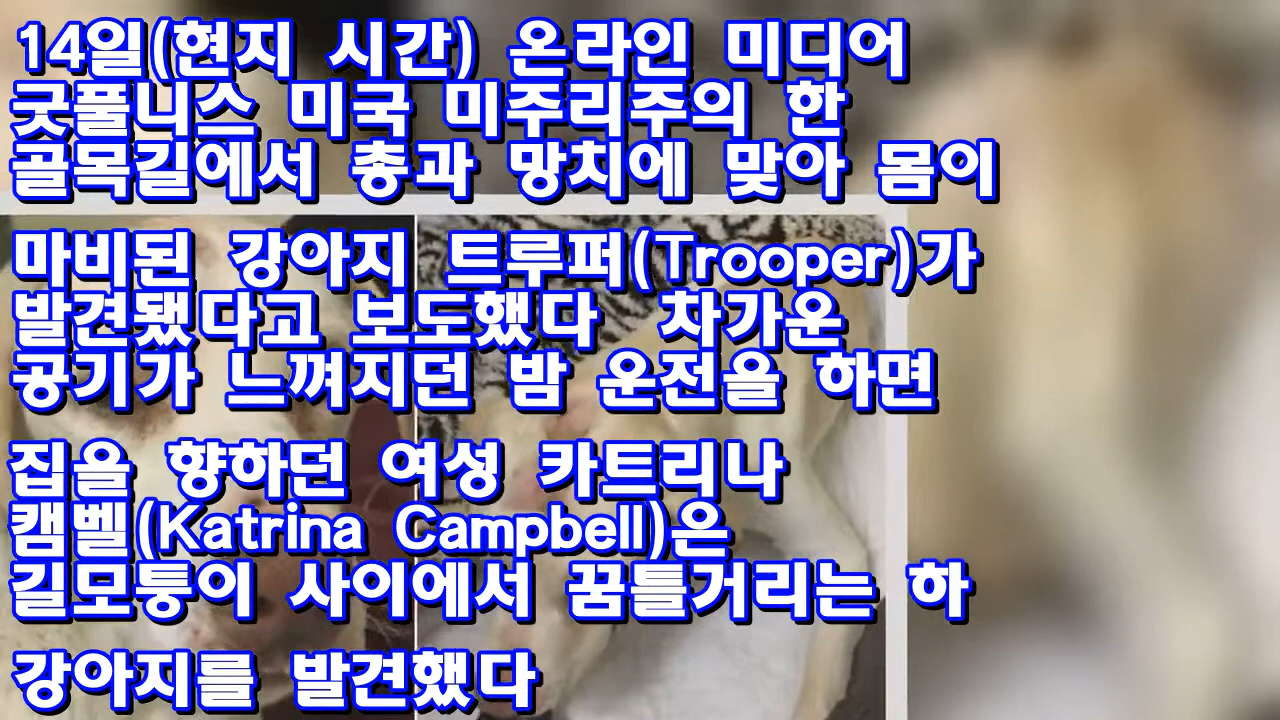 14일(현지 시간) 온라인 미디어
굿풀니스 미국 미주리주의 한
골목길에서 총과 망치에 맞아 몸이
마비된 강아지 트루퍼(Trooper)가
발견됐다고 보도했다 차가운
공기가 느껴지던 밤 운전을 하면
집을 향하던 여성 카트리나
캠벨(Katrina Campbell)은
길모퉁이 사이에서 꿈틀거리는 하
강아지를 발견했다